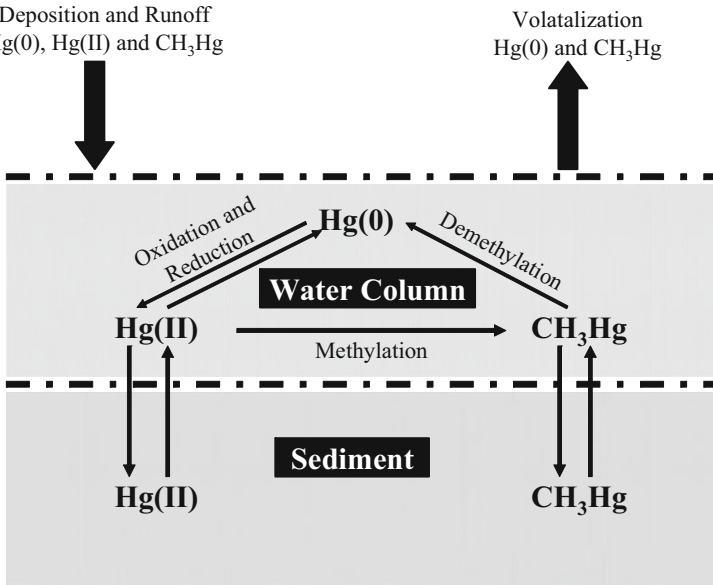 Deposition and Runoff
g(0), Hg(II) and CH₃Hg
Volatalization
Hg(0) and CH₃Hg
Hg(0)
Oxidation and
Reduction
Demethylation
Water Column
Hg(II)
CH₃Hg
Methylation
Sediment
Hg(II)
CH₃Hg